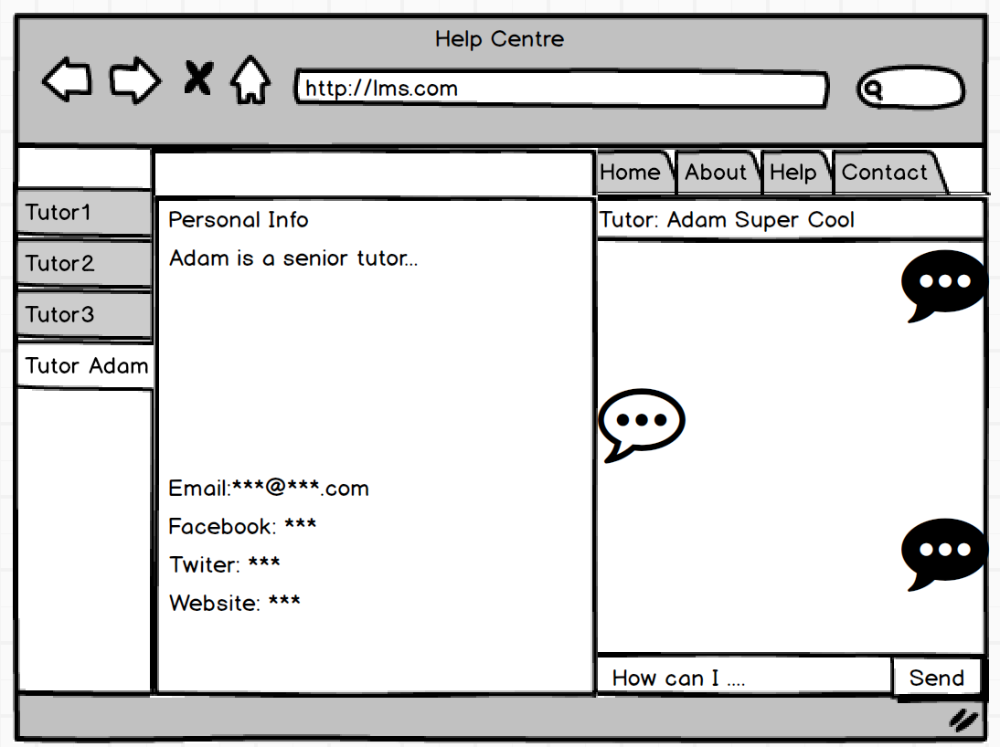 Help Centre
http://lms.com
Home About Help Contact
Tutor1
Tutor2
Tutor3
Tutor Adam
Personal Info
Adam is a senior tutor...
Email:***@***.com
Facebook: ***
Twiter: ***
Website: ***
Tutor: Adam Super Cool
How can I ....
Send